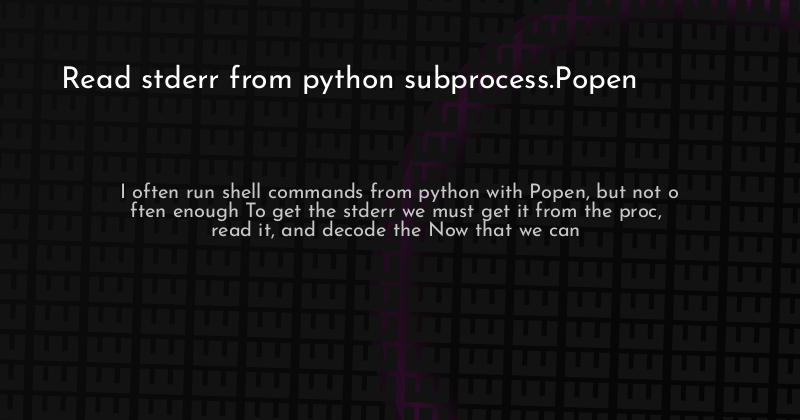 Read stderr from python subprocess.Popen
I often run shell commands from python with Popen, but not o
ften enough To get the stderr we must get it from the proc,
read it, and decode the Now that we can